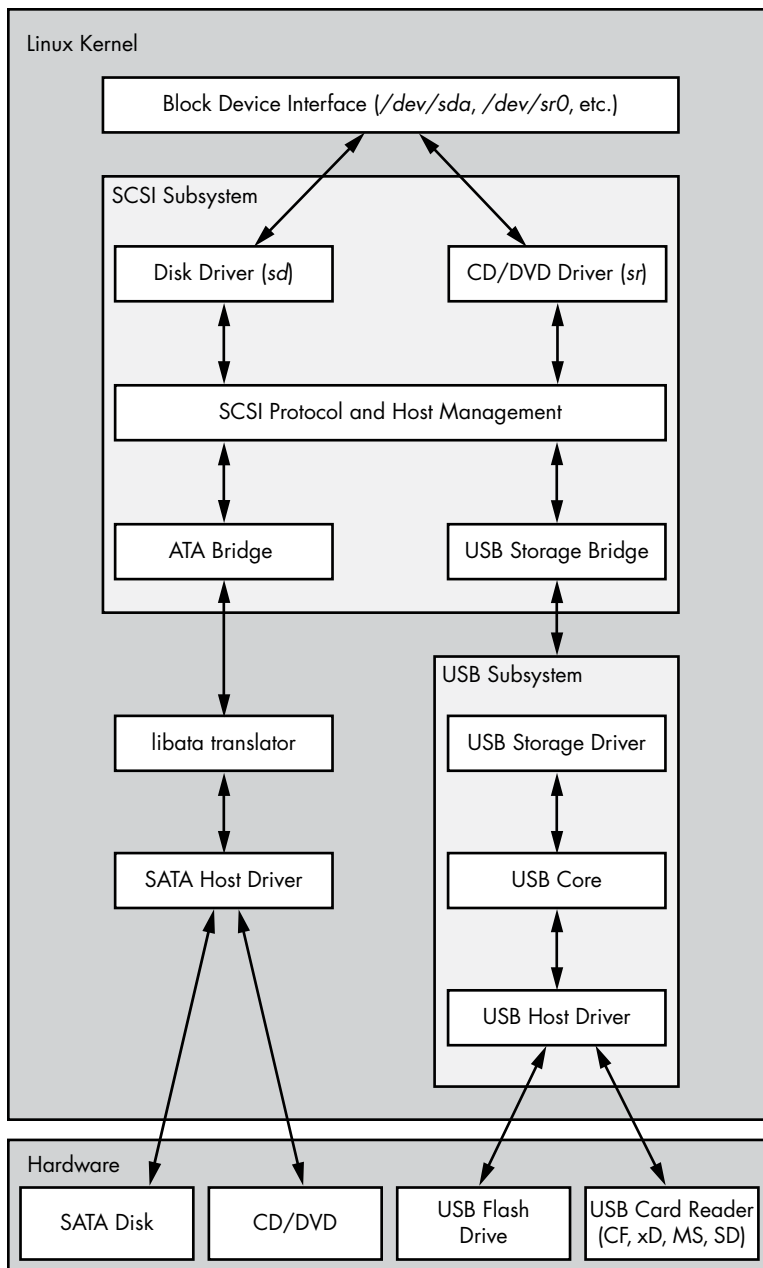 Linux Kernel
Block Device Interface (/dev/sda, /dev/sr0, etc.)
SCSI Subsystem
Disk Driver (sd)
CD/DVD Driver (sr)
SCSI Protocol and Host Management
ATA Bridge
USB Storage Bridge
USB Subsystem
libata translator
USB Storage Driver
SATA Host Driver
USB Core
USB Host Driver
Hardware
SATA Disk
CD/DVD
USB Flash
Drive
USB Card Reader
(CF, xD, MS, SD)